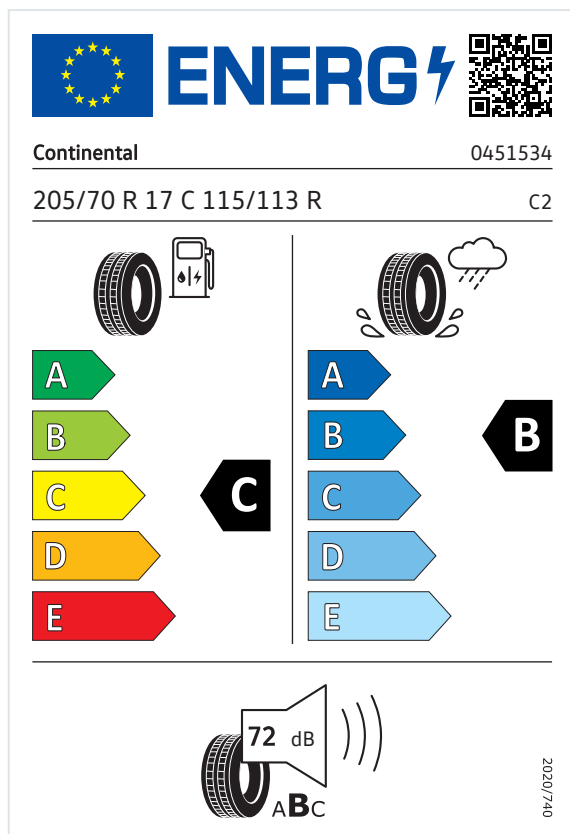 ENERG
Continental 0451534
205/70 R 17 C 115/113 R C2
A A
B B B
C C C
D D
E E
72 dB
ABC
2020/740